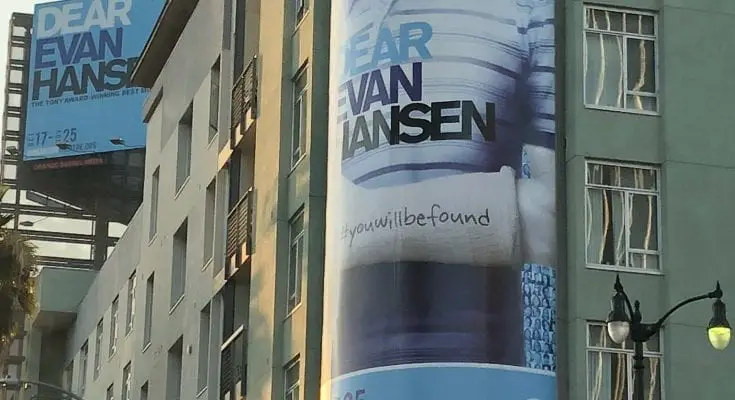 DEAR
EVAN
HANSEN
THE TONY AWARD-WINNING BEST
17-25
DEAR
EVAN
HANSEN
#youwillbefound